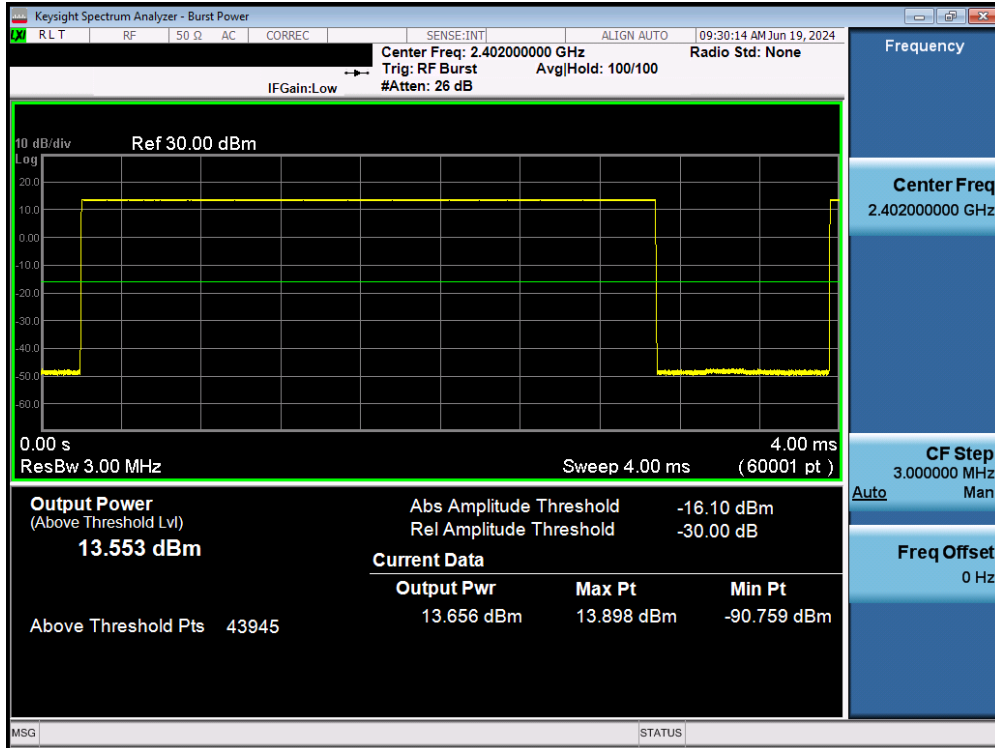 Keysight Spectrum Analyzer - Burst Power
LXI RLT RF 50 Ω AC CORREC SENSE:INT ALIGN AUTO 09:30:14 AM Jun 19, 2024
Center Freq: 2.402000000 GHz Radio Std: None
Trig: RF Burst Avg|Hold: 100/100
IFGain:Low #Atten: 26 dB
10 dB/div Ref 30.00 dBm
Log
20.0
10.0
0.00
-10.0
-20.0
-30.0
-40.0
-50.0
-60.0
0.00 s 4.00 ms
ResBw 3.00 MHz Sweep 4.00 ms (60001 pt)
Output Power
(Above Threshold Lvl)
13.553 dBm
Above Threshold Pts 43945
Abs Amplitude Threshold -16.10 dBm
Rel Amplitude Threshold -30.00 dB
Current Data
Output Pwr Max Pt Min Pt
13.656 dBm 13.898 dBm -90.759 dBm
Frequency
Center Freq
2.402000000 GHz
CF Step
3.000000 MHz
Auto Man
Freq Offset
0 Hz
MSG STATUS